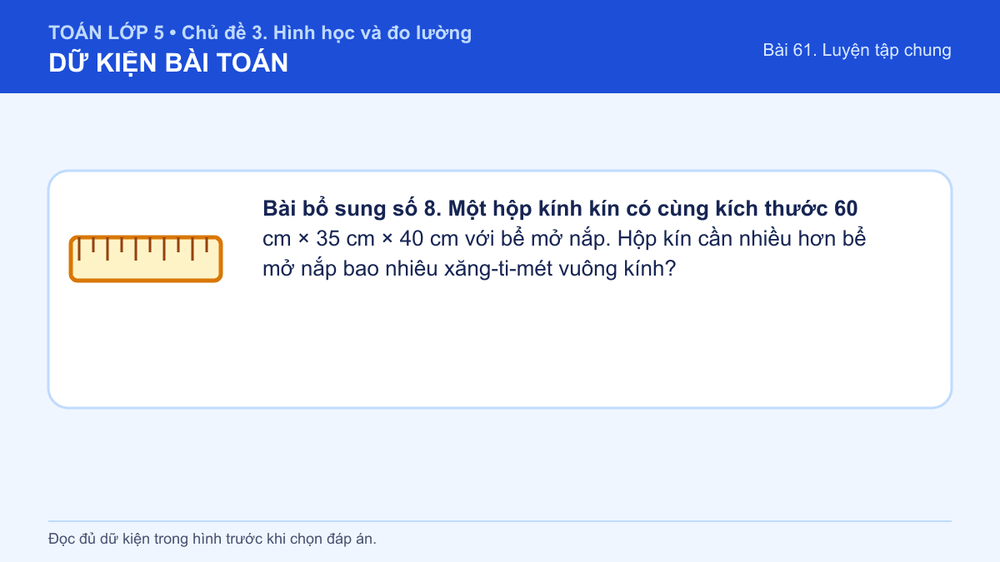 TOÁN LỚP 5 • Chủ đề 3. Hình học và đo lường
DỮ KIỆN BÀI TOÁN
Bài 61. Luyện tập chung
Bài bổ sung số 8. Một hộp kính kín có cùng kích thước 60
cm × 35 cm × 40 cm với bể mở nắp. Hộp kín cần nhiều hơn bể
mở nắp bao nhiêu xăng-ti-mét vuông kính?
Đọc đủ dữ kiện trong hình trước khi chọn đáp án.